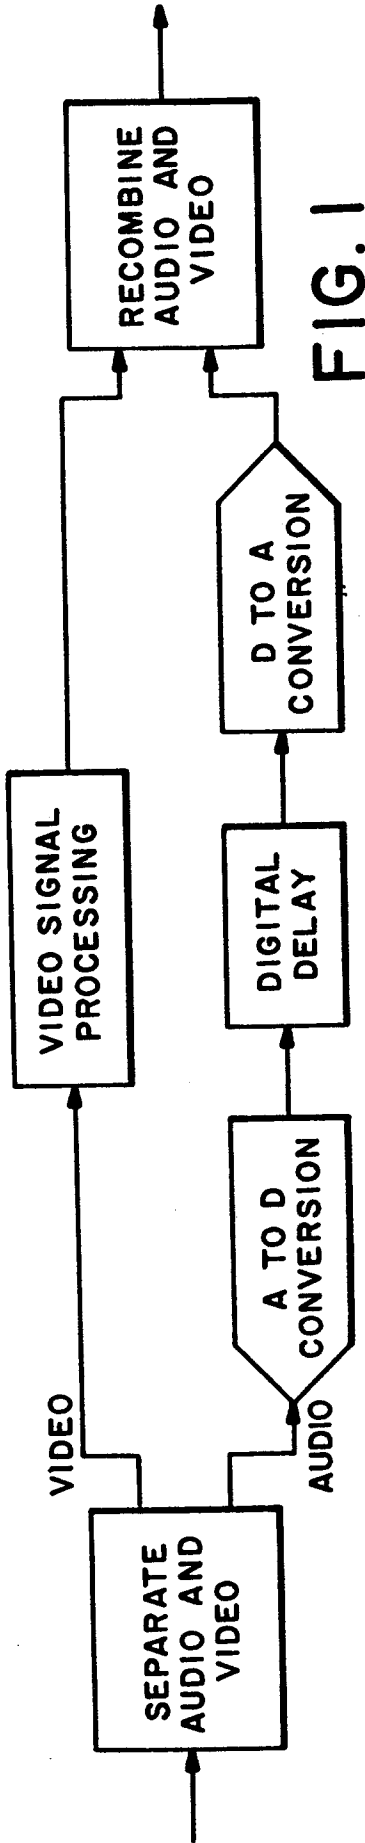 SEPARATE
AUDIO AND
VIDEO
VIDEO
AUDIO
VIDEO SIGNAL
PROCESSING
A TO D
CONVERSION
DIGITAL
DELAY
D TO A
CONVERSION
RECOMBINE
AUDIO AND
VIDEO
FIG. 1